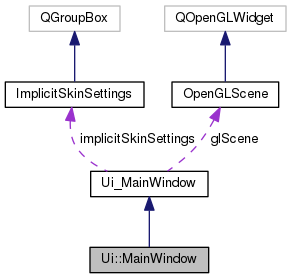 QGroupBox
QOpenGLWidget
ImplicitSkinSettings
OpenGLScene
implicitSkinSettings
glScene
Ui_MainWindow
Ui::MainWindow